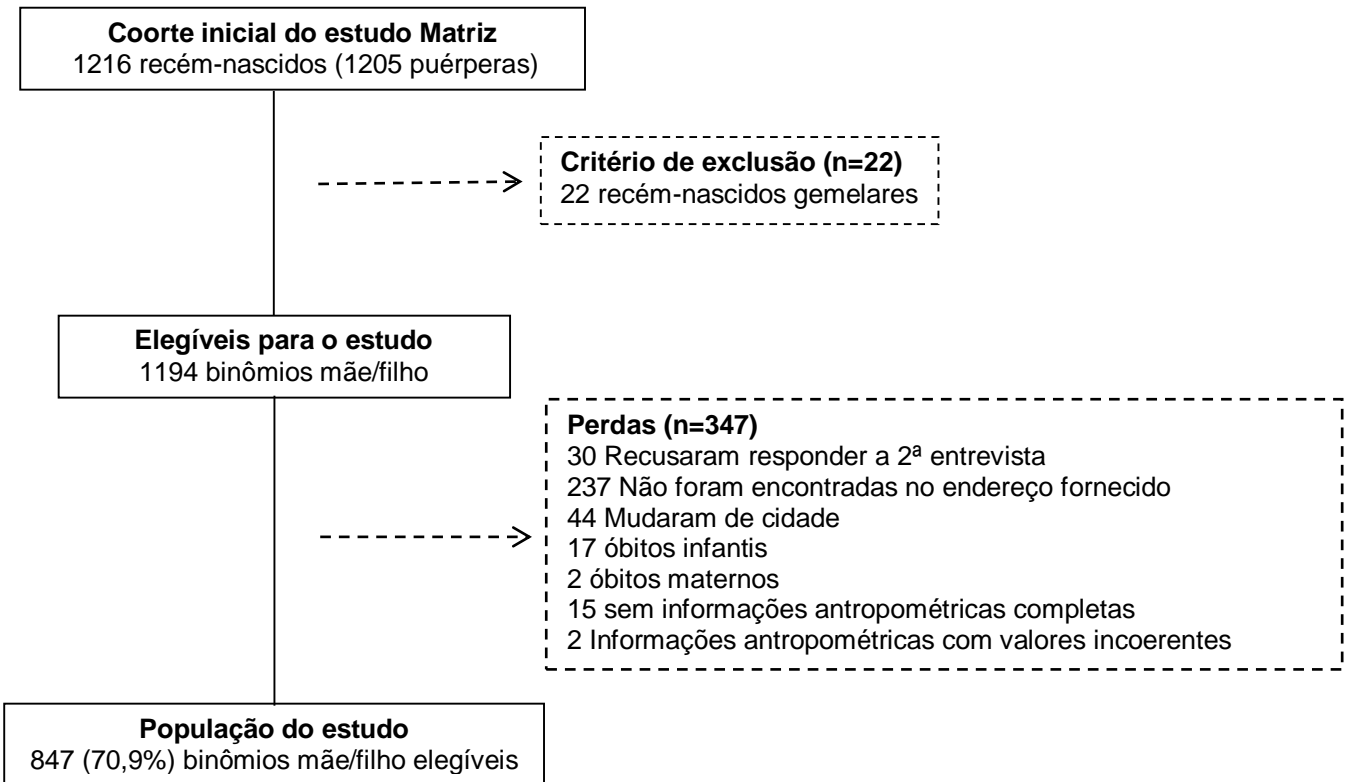 Coorte inicial do estudo Matriz
1216 recém-nascidos (1205 puérperas)
Critério de exclusão (n=22)
22 recém-nascidos gemelares
Elegíveis para o estudo
1194 binômios mãe/filho
Perdas (n=347)
30 Recusaram responder a 2ª entrevista
237 Não foram encontradas no endereço fornecido
44 Mudaram de cidade
17 óbitos infantis
2 óbitos maternos
15 sem informações antropométricas completas
2 Informações antropométricas com valores incoerentes
População do estudo
847 (70,9%) binômios mãe/filho elegíveis